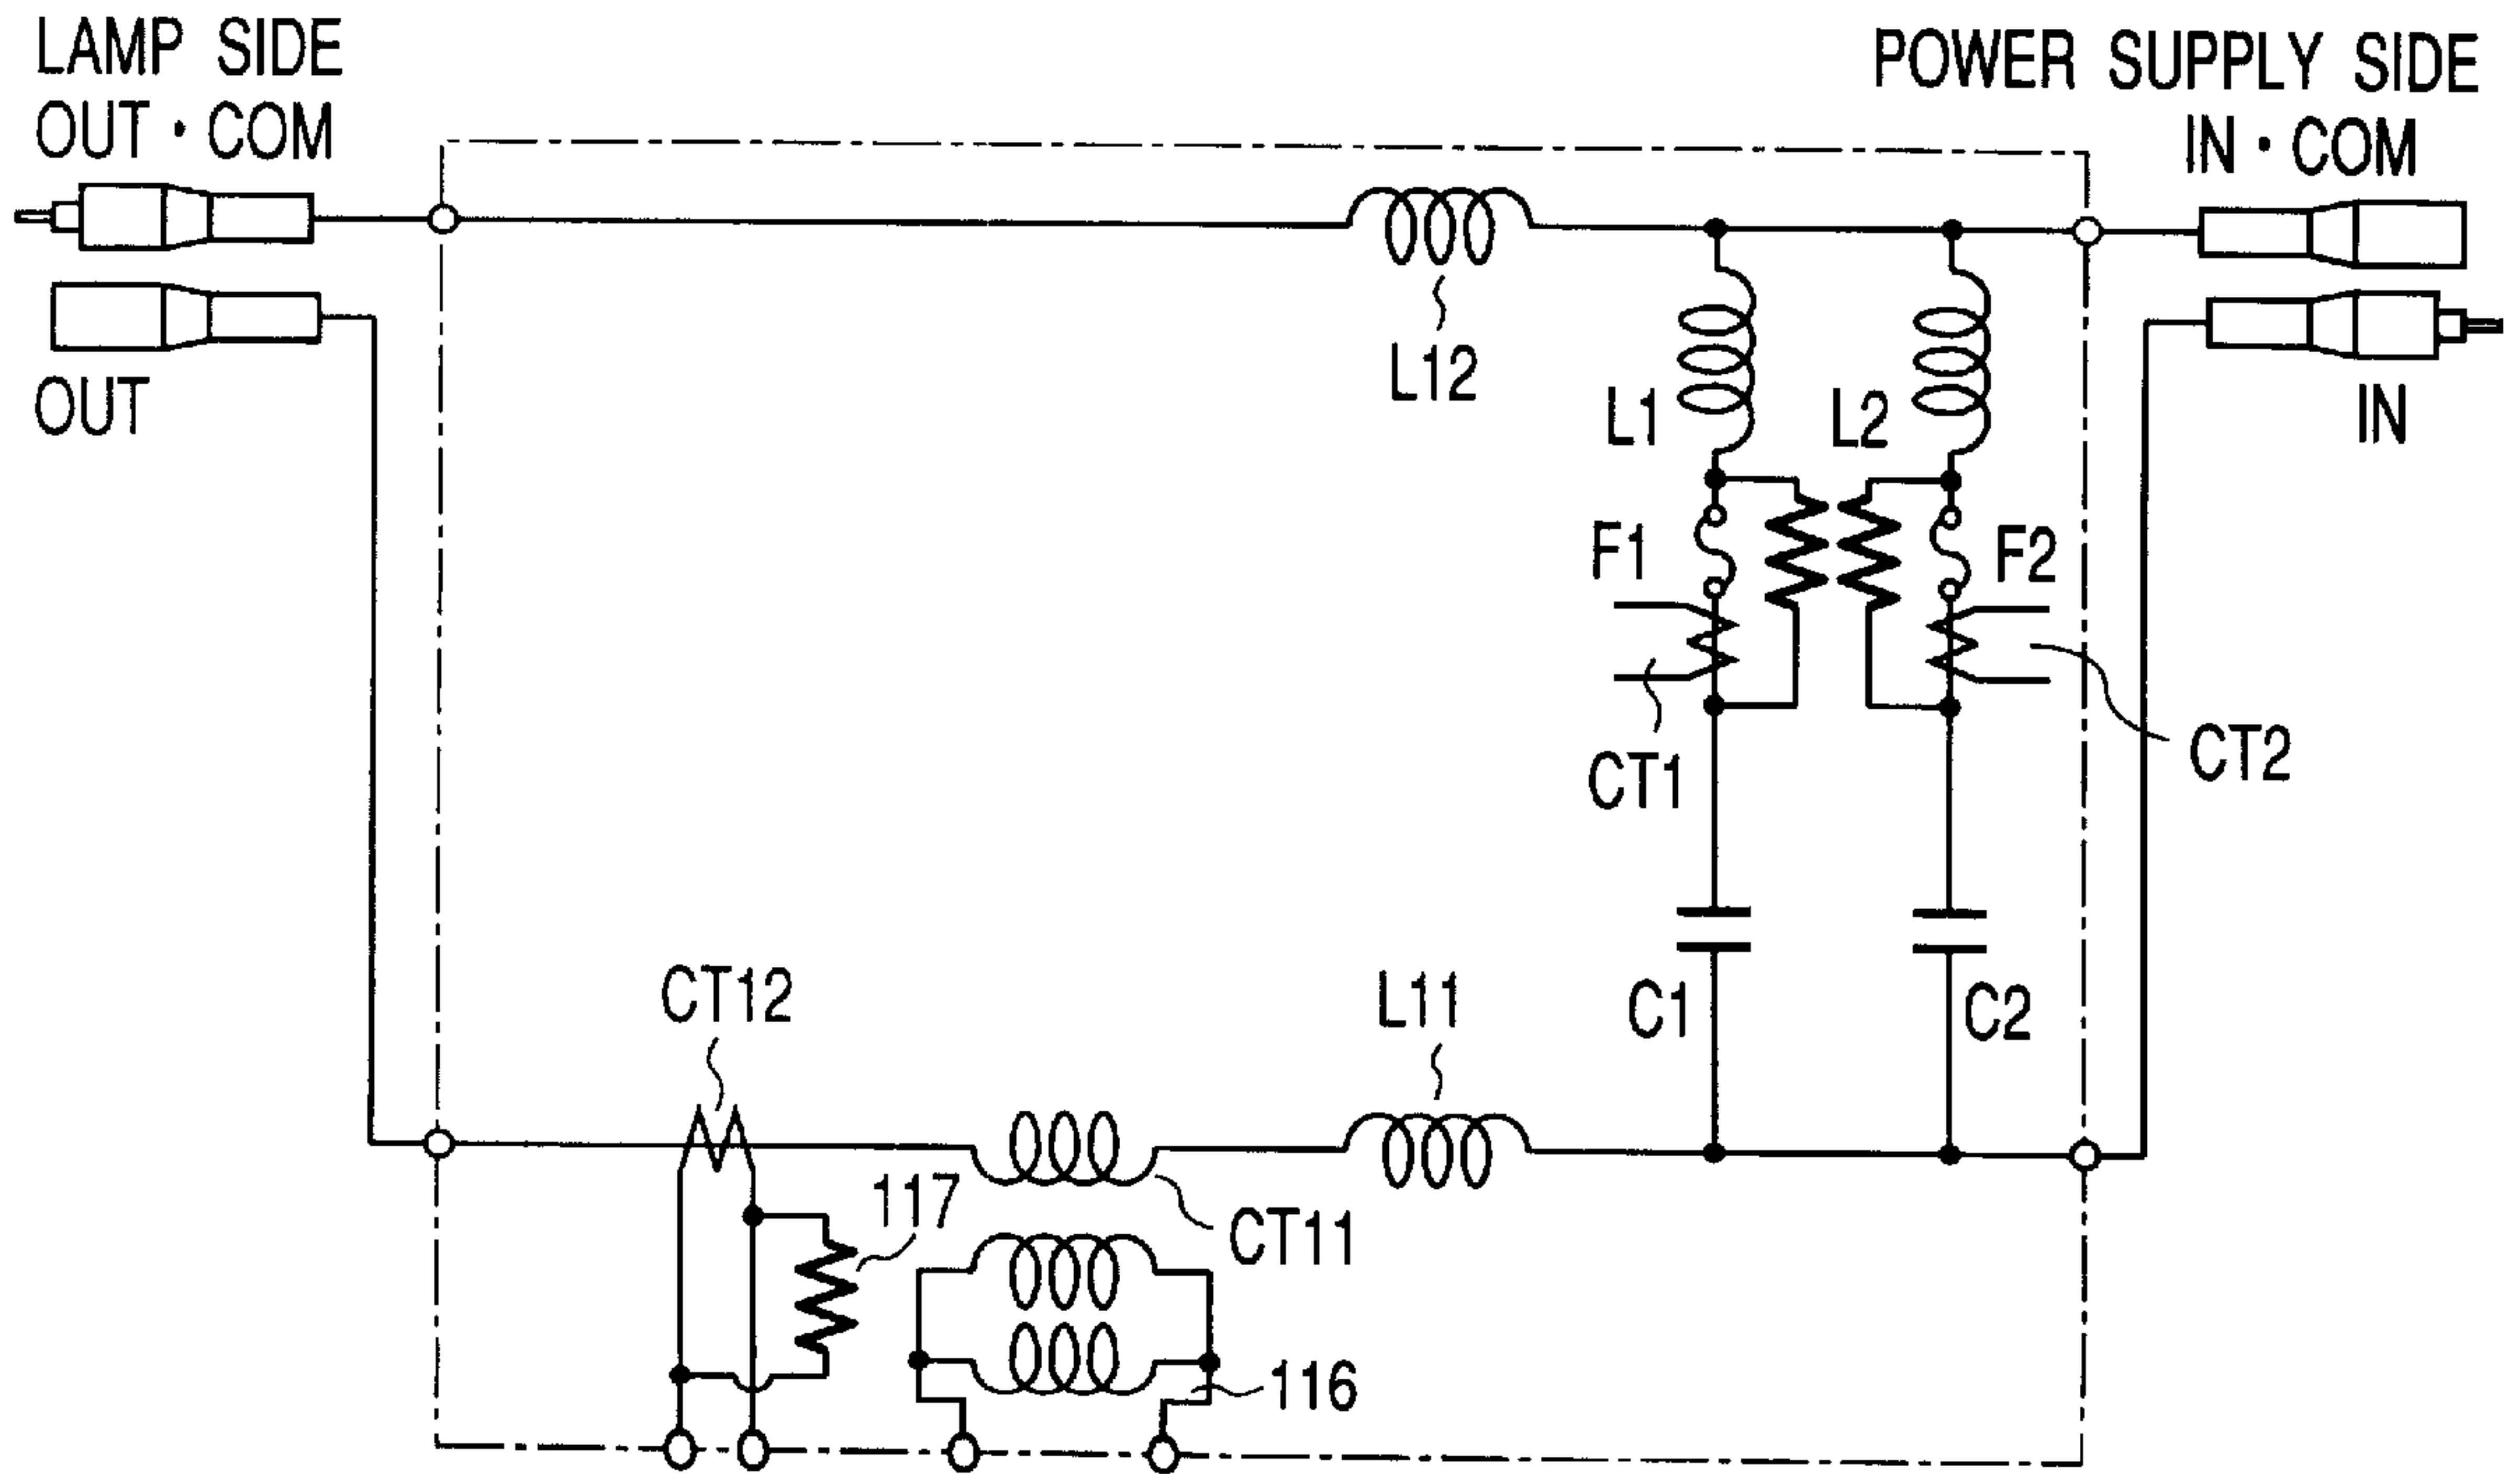 LAMP SIDE
OUT・COM
POWER SUPPLY SIDE
IN・COM
OUT
IN
L12
L1
L2
F1
F2
CT1
CT2
C1
C2
CT12
L11
117
CT11
116